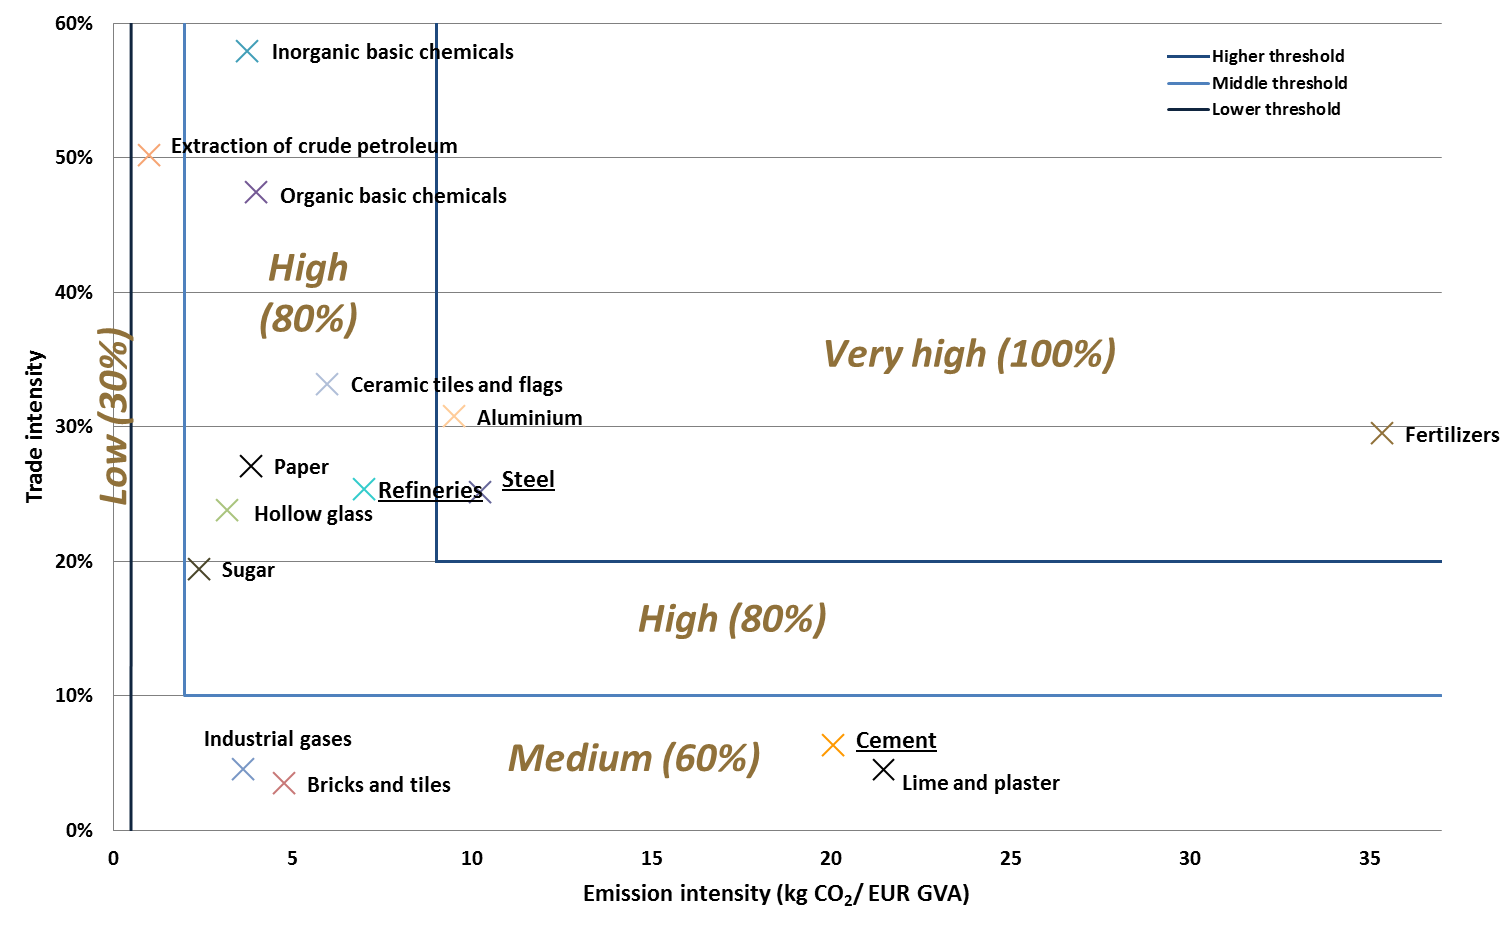 60%
Inorganic basic chemicals
Higher threshold
Middle threshold
Lower threshold
Extraction of crude petroleum
50%
Organic basic chemicals
High
(80%)
40%
Low (30%)
Very high (100%)
Trade intensity
Ceramic tiles and flags
Aluminium
30%
Fertilizers
Paper
Refineries
Steel
Hollow glass
20%
Sugar
High (80%)
10%
Industrial gases
Medium (60%)
Cement
Bricks and tiles
Lime and plaster
0%
0 5 10 15 20 25 30 35
Emission intensity (kg CO₂/ EUR GVA)